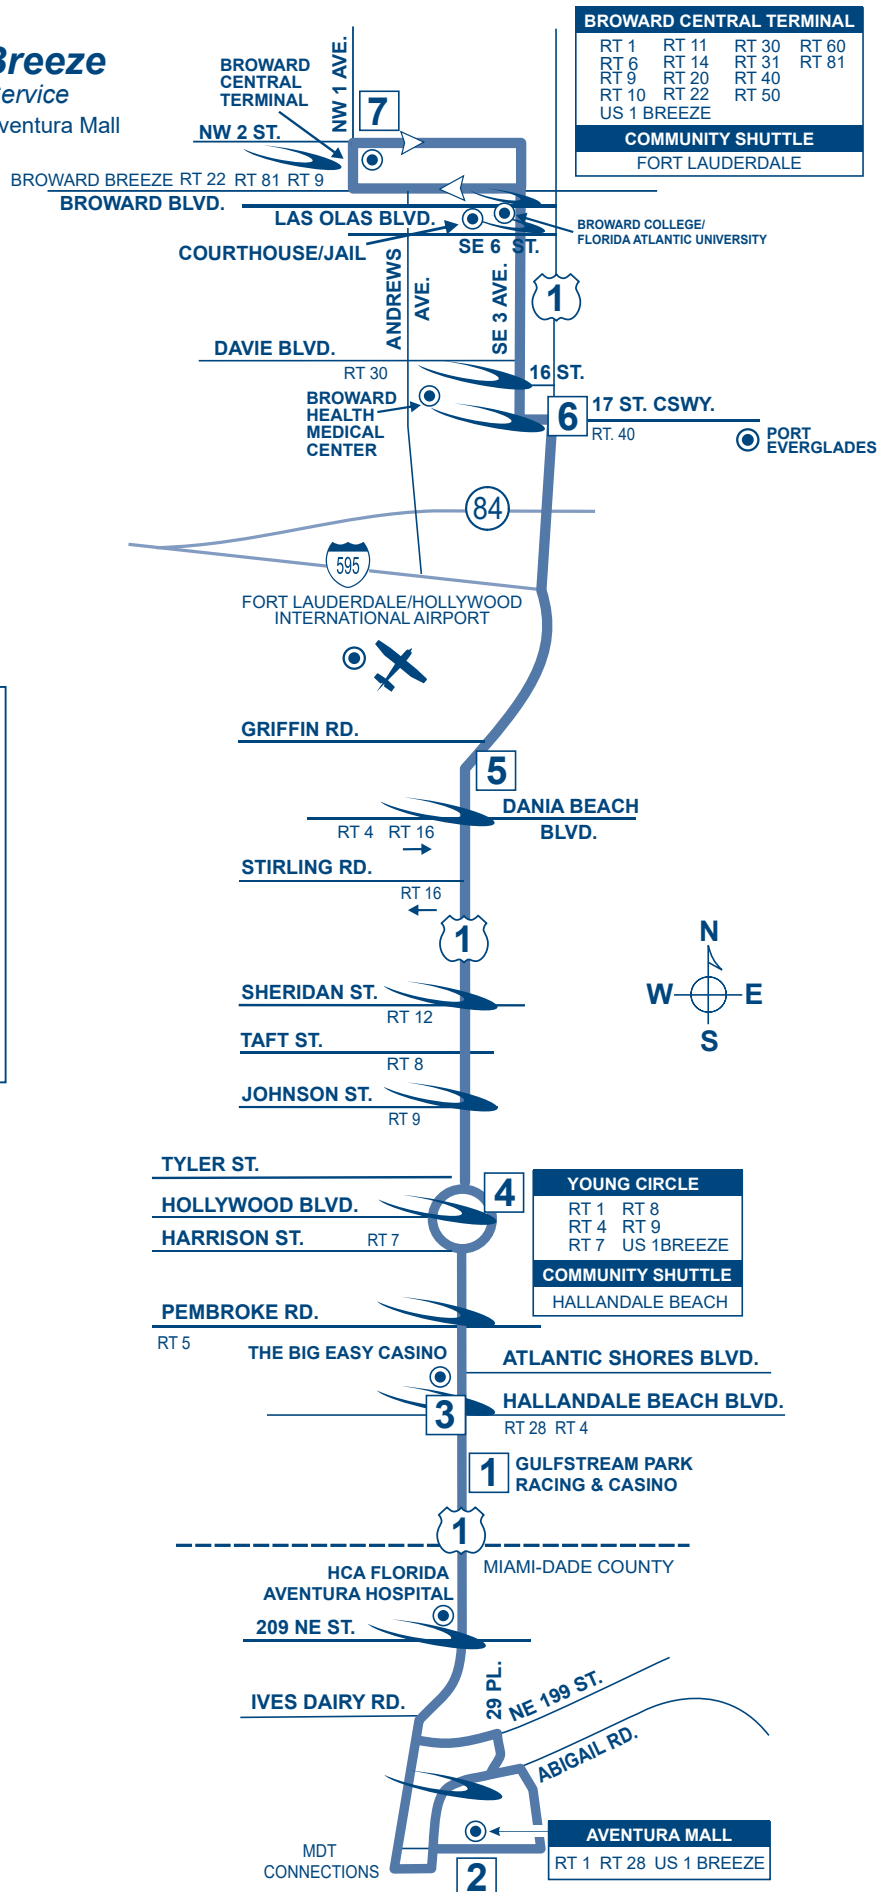 Breeze
Service
Aventura Mall
BROWARD
CENTRAL
TERMINAL
NW 1 AVE.
7
NW 2 ST.
BROWARD CENTRAL TERMINAL
RT 1 RT 11 RT 30 RT 60
RT 6 RT 14 RT 31 RT 81
RT 9 RT 20 RT 40
RT 10 RT 22 RT 50
US 1 BREEZE
COMMUNITY SHUTTLE
FORT LAUDERDALE
BROWARD BREEZE RT 22 RT 81 RT 9
BROWARD BLVD.
LAS OLAS BLVD.
BROWARD COLLEGE/
FLORIDA ATLANTIC UNIVERSITY
COURTHOUSE/JAIL
SE 6 ST.
ANDREWS
AVE.
SE 3 AVE.
1
DAVIE BLVD.
RT 30
16 ST.
BROWARD
HEALTH
MEDICAL
CENTER
6
17 ST. CSWY.
RT. 40
PORT
EVERGLADES
84
595
FORT LAUDERDALE/HOLLYWOOD
INTERNATIONAL AIRPORT
GRIFFIN RD.
5
DANIA BEACH
BLVD.
RT 4 RT 16
STIRLING RD.
RT 16
1
N
W E
S
SHERIDAN ST.
RT 12
TAFT ST.
RT 8
JOHNSON ST.
RT 9
TYLER ST.
4
HOLLYWOOD BLVD.
HARRISON ST.
RT 7
YOUNG CIRCLE
RT 1 RT 8
RT 4 RT 9
RT 7 US 1BREEZE
COMMUNITY SHUTTLE
HALLANDALE BEACH
PEMBROKE RD.
RT 5
THE BIG EASY CASINO
ATLANTIC SHORES BLVD.
3
HALLANDALE BEACH BLVD.
RT 28 RT 4
1
GULFSTREAM PARK
RACING & CASINO
1
MIAMI-DADE COUNTY
HCA FLORIDA
AVENTURA HOSPITAL
209 NE ST.
29 PL.
NE 199 ST.
IVES DAIRY RD.
ABIGAIL RD.
MDT
CONNECTIONS
2
AVENTURA MALL
RT 1 RT 28 US 1 BREEZE